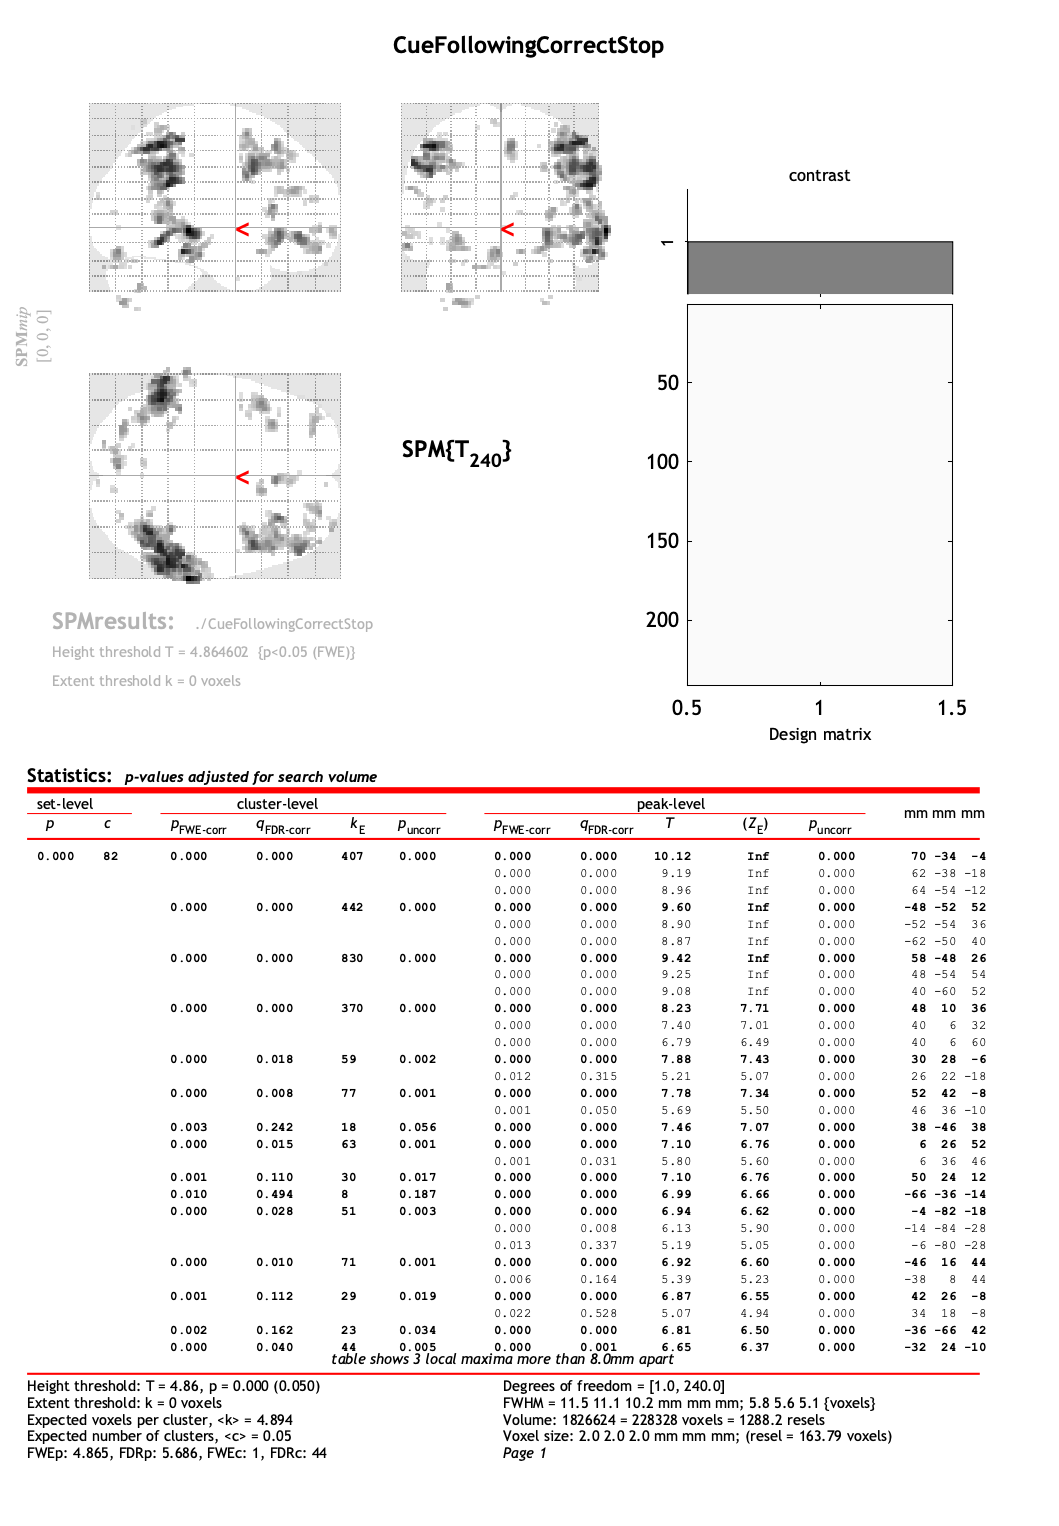 CueFollowingCorrectStop
<
<
SPMmip
[0, 0, 0]
<
SPM{T240}
contrast
1
50
100
150
200
0.5 1 1.5
Design matrix
SPMresults: ./CueFollowingCorrectStop
Height threshold T = 4.864602 {p<0.05 (FWE)}
Extent threshold k = 0 voxels
Statistics: p-values adjusted for search volume
set-level cluster-level peak-level
mm mm mm
p c pFWE-corr qFDR-corr kE puncorr pFWE-corr qFDR-corr T (ZE) puncorr
0.000 82 0.000 0.000 407 0.000 0.000 0.000 10.12 Inf 0.000 70 -34 -4
0.000 0.000 9.19 Inf 0.000 62 -38 -18
0.000 0.000 8.96 Inf 0.000 64 -54 -12
0.000 0.000 442 0.000 0.000 0.000 9.60 Inf 0.000 -48 -52 52
0.000 0.000 8.90 Inf 0.000 -52 -54 36
0.000 0.000 8.87 Inf 0.000 -62 -50 40
0.000 0.000 830 0.000 0.000 0.000 9.42 Inf 0.000 58 -48 26
0.000 0.000 9.25 Inf 0.000 48 -54 54
0.000 0.000 9.08 Inf 0.000 40 -60 52
0.000 0.000 370 0.000 0.000 0.000 8.23 7.71 0.000 48 10 36
0.000 0.000 7.40 7.01 0.000 40 6 32
0.000 0.000 6.79 6.49 0.000 40 6 60
0.000 0.018 59 0.002 0.000 0.000 7.88 7.43 0.000 30 28 -6
0.012 0.315 5.21 5.07 0.000 26 22 -18
0.000 0.008 77 0.001 0.000 0.000 7.78 7.34 0.000 52 42 -8
0.001 0.050 5.69 5.50 0.000 46 36 -10
0.003 0.242 18 0.056 0.000 0.000 7.46 7.07 0.000 38 -46 38
0.000 0.015 63 0.001 0.000 0.000 7.10 6.76 0.000 6 26 52
0.001 0.031 5.80 5.60 0.000 6 36 46
0.001 0.110 30 0.017 0.000 0.000 7.10 6.76 0.000 50 24 12
0.010 0.494 8 0.187 0.000 0.000 6.99 6.66 0.000 -66 -36 -14
0.000 0.028 51 0.003 0.000 0.000 6.94 6.62 0.000 -4 -82 -18
0.000 0.008 6.13 5.90 0.000 -14 -84 -28
0.013 0.337 5.19 5.05 0.000 -6 -80 -28
0.000 0.010 71 0.001 0.000 0.000 6.92 6.60 0.000 -46 16 44
0.006 0.164 5.39 5.23 0.000 -38 8 44
0.001 0.112 29 0.019 0.000 0.000 6.87 6.55 0.000 42 26 -8
0.022 0.528 5.07 4.94 0.000 34 18 -8
0.002 0.162 23 0.034 0.000 0.000 6.81 6.50 0.000 -36 -66 42
0.000 0.040 44 0.005 0.000 0.001 6.65 6.37 0.000 -32 24 -10
table shows 3 local maxima more than 8.0mm apart
Height threshold: T = 4.86, p = 0.000 (0.050)
Extent threshold: k = 0 voxels
Expected voxels per cluster, <k> = 4.894
Expected number of clusters, <c> = 0.05
FWEp: 4.865, FDRp: 5.686, FWEc: 1, FDRc: 44
Degrees of freedom = [1.0, 240.0]
FWHM = 11.5 11.1 10.2 mm mm mm; 5.8 5.6 5.1 {voxels}
Volume: 1826624 = 228328 voxels = 1288.2 resels
Voxel size: 2.0 2.0 2.0 mm mm mm; (resel = 163.79 voxels)
Page 1